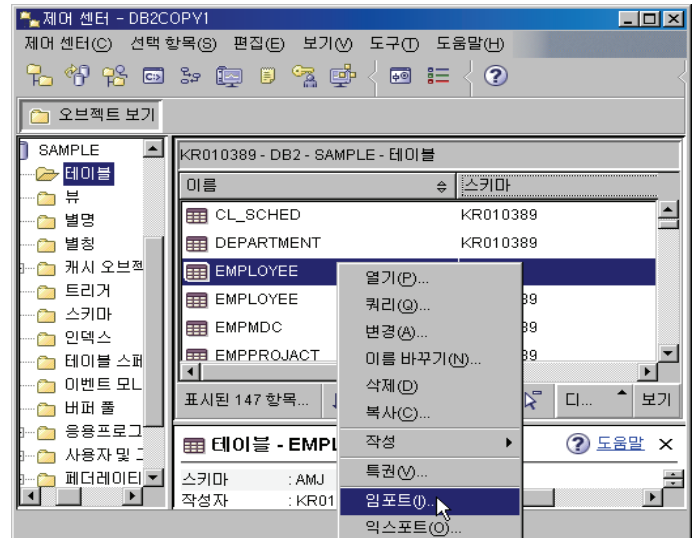 제어 센터 - DB2COPY1
제어 센터(C) 선택 항목(S) 편집(E) 보기(V) 도구(T) 도움말(H)
오브젝트 보기
SAMPLE
테이블
뷰
별명
별칭
캐시 오브젝
트리거
스키마
인덱스
테이블 스페
이벤트 모니
버퍼 풀
응용프로그
사용자 및
페더레이티
KR010389 - DB2 - SAMPLE - 테이블
이름 스키마
CL_SCHED KR010389
DEPARTMENT KR010389
EMPLOYEE
EMPLOYEE 39
EMPMDC 39
EMPPROJACT 39
표시된 147 항목... 디... 보기
테이블 - EMPL 도움말
스키마 : AMJ
작성자 : KR01
열기(P)...
쿼리(Q)...
변경(A)...
이름 바꾸기(N)...
삭제(D)
복사(C)...
작성
특권(V)...
임포트(I)...
익스포트(O)...